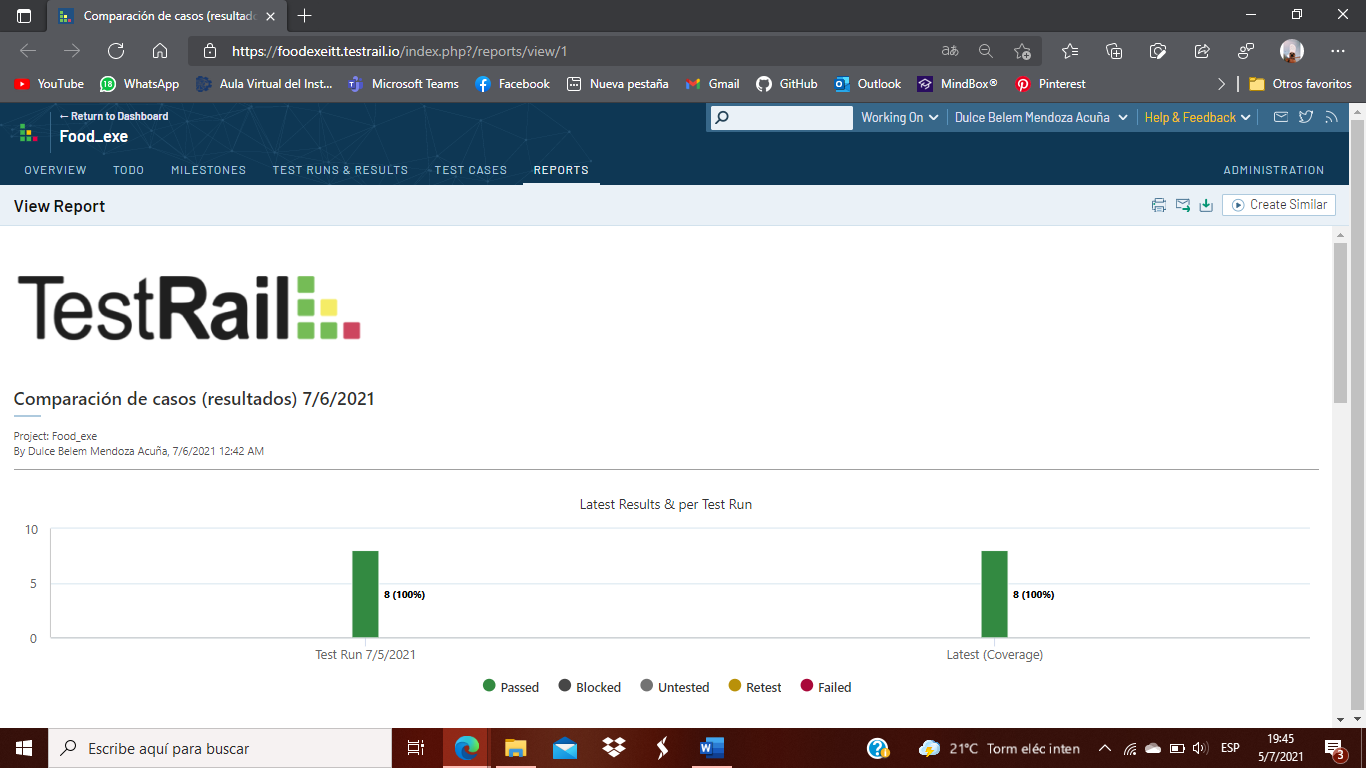 Comparación de casos (resultado
https://foodexeitt.testrail.io/index.php?/reports/view/1
YouTube WhatsApp Aula Virtual del Inst... Microsoft Teams Facebook Nueva pestaña Gmail GitHub Outlook MindBox® Pinterest Otros favoritos
← Return to Dashboard
Food_exe
Working On Dulce Belem Mendoza Acuña Help & Feedback
OVERVIEW TODO MILESTONES TEST RUNS & RESULTS TEST CASES REPORTS ADMINISTRATION
View Report
Create Similar
TestRail
Comparación de casos (resultados) 7/6/2021
Project: Food_exe
By Dulce Belem Mendoza Acuña, 7/6/2021 12:42 AM
Latest Results & per Test Run
10
5
0
8 (100%) 8 (100%)
Test Run 7/5/2021 Latest (Coverage)
Passed Blocked Untested Retest Failed
Escribe aquí para buscar
21°C Torm eléc inten
ESP
19:45
5/7/2021
3